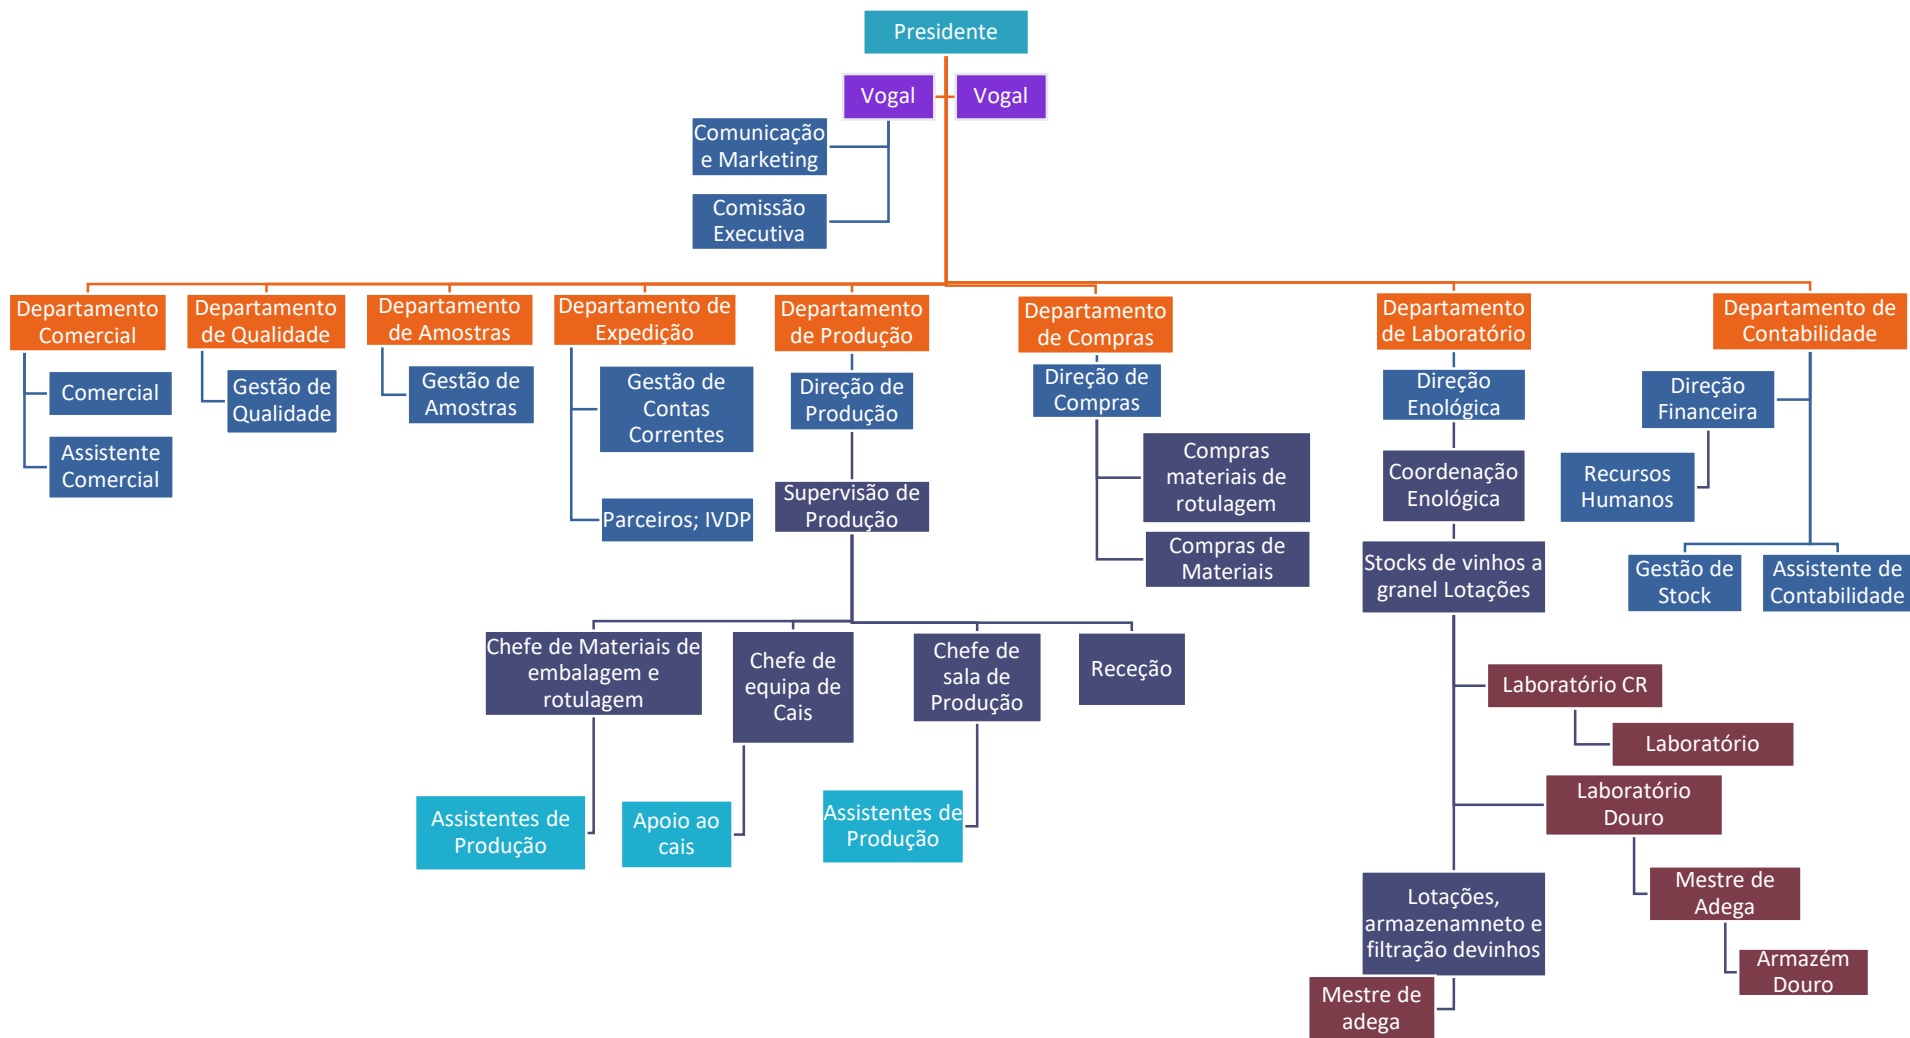 Presidente
Vogal
Vogal
Comunicação
e Marketing
Comissão
Executiva
Departamento
Comercial
Departamento
de Qualidade
Departamento
de Amostras
Departamento de
Expedição
Departamento
de Produção
Departamento
de Compras
Departamento
de Laboratório
Departamento de
Contabilidade
Comercial
Assistente
Comercial
Gestão de
Qualidade
Gestão de
Amostras
Gestão de
Contas
Correntes
Parceiros; IVDP
Direção de
Produção
Supervisão de
Produção
Chefe de Materiais de
embalagem e
rotulagem
Chefe de
equipa de
Cais
Chefe de
sala de
Produção
Receção
Assistentes de
Produção
Apoio ao
cais
Assistentes de
Produção
Direção de
Compras
Compras
materiais de
rotulagem
Compras de
Materiais
Direção
Enológica
Coordenação
Enológica
Stocks de vinhos a
granel Lotações
Laboratório CR
Laboratório
Laboratório
Douro
Mestre de
Adega
Armazém
Douro
Lotações,
armazenamneto e
filtração devinhos
Mestre de
adega
Direção
Financeira
Recursos
Humanos
Gestão de
Stock
Assistente de
Contabilidade